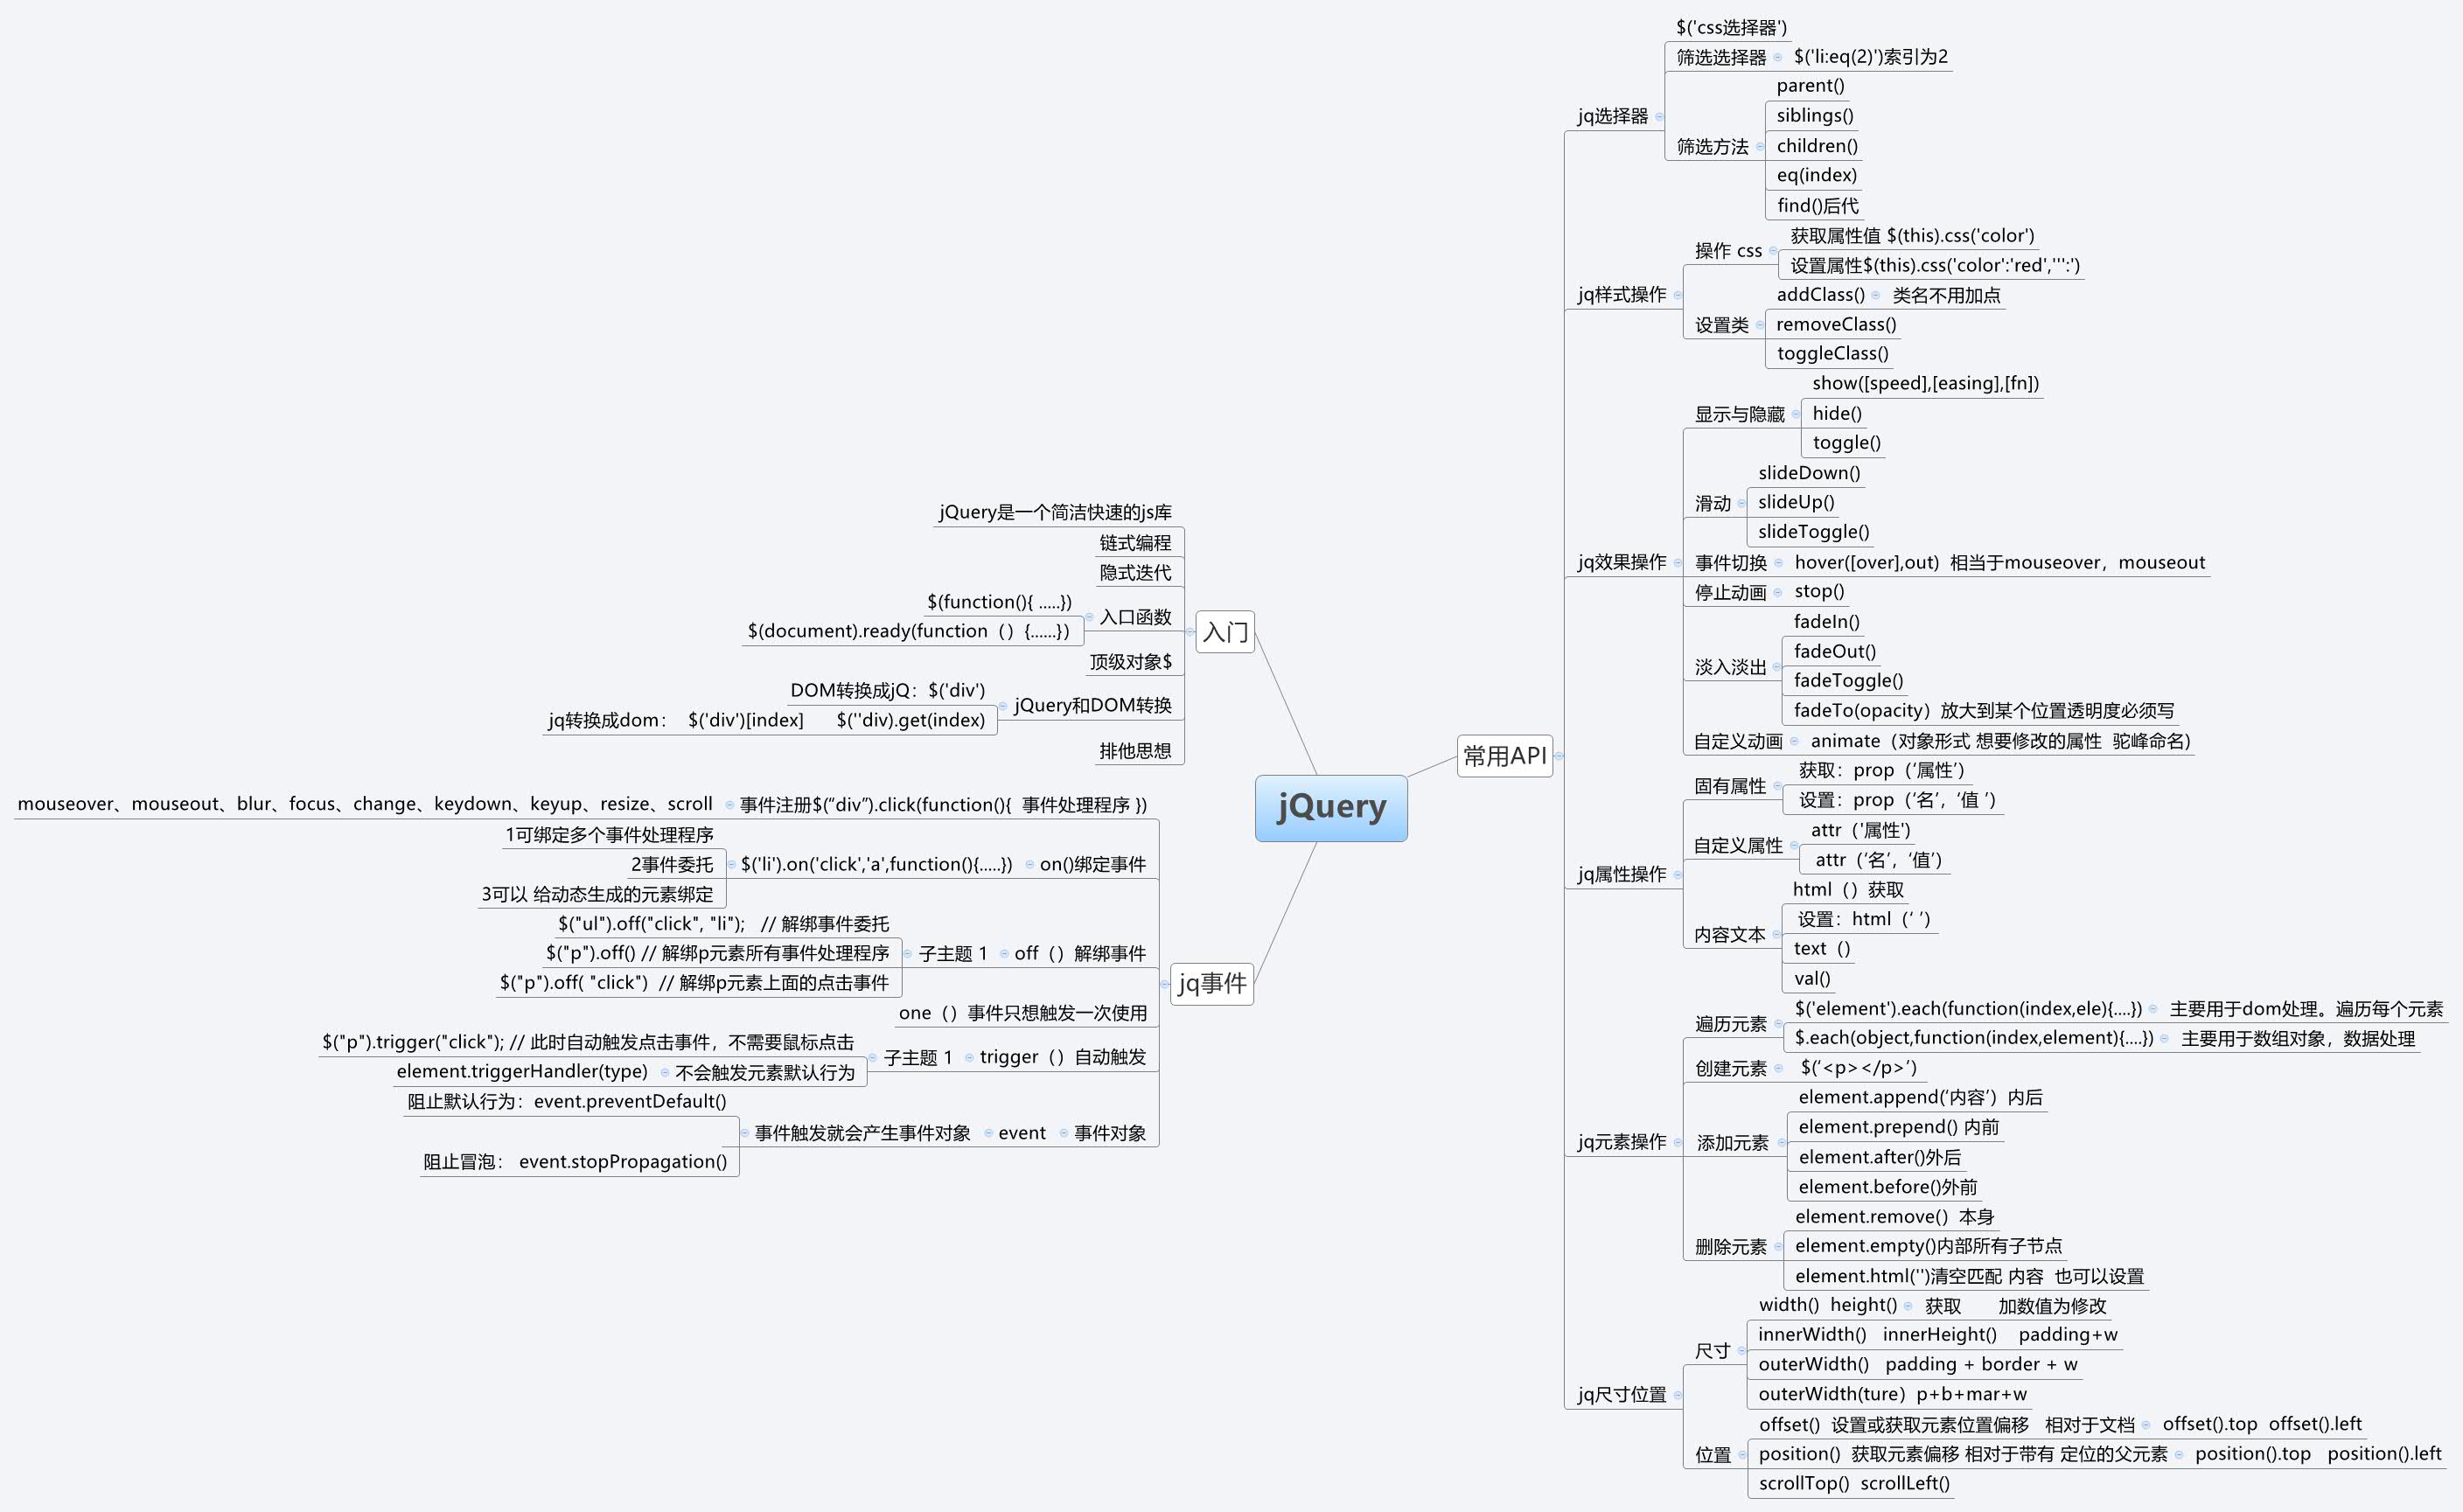 jQuery
入门
jQuery是一个简洁快速的js库
链式编程
隐式迭代
入口函数
$(function(){ .....})
$(document).ready(function（）{......}）
顶级对象$
jQuery和DOM转换
DOM转换成jQ：$('div')
jq转换成dom： $('div')[index] $(''div).get(index)
排他思想
jq事件
事件注册$(“div”).click(function(){ 事件处理程序 })
mouseover、mouseout、blur、focus、change、keydown、keyup、resize、scroll
on()绑定事件
$('li').on('click','a',function(){.....})
1可绑定多个事件处理程序
2事件委托
3可以 给动态生成的元素绑定
off（）解绑事件
子主题 1
$("ul").off("click", "li"); // 解绑事件委托
$("p").off() // 解绑p元素所有事件处理程序
$("p").off( "click") // 解绑p元素上面的点击事件
one（）事件只想触发一次使用
trigger（）自动触发
子主题 1
$("p").trigger("click"); // 此时自动触发点击事件，不需要鼠标点击
不会触发元素默认行为
element.triggerHandler(type)
事件对象
event
事件触发就会产生事件对象
阻止默认行为：event.preventDefault()
阻止冒泡： event.stopPropagation()
常用API
jq选择器
$('css选择器')
筛选选择器
$('li:eq(2)')索引为2
筛选方法
parent()
siblings()
children()
eq(index)
find()后代
jq样式操作
操作 css
获取属性值 $(this).css('color')
设置属性$(this).css('color':'red','''':')
设置类
addClass()
类名不用加点
removeClass()
toggleClass()
jq效果操作
显示与隐藏
show([speed],[easing],[fn])
hide()
toggle()
滑动
slideDown()
slideUp()
slideToggle()
事件切换
hover([over],out) 相当于mouseover，mouseout
停止动画
stop()
淡入淡出
fadeIn()
fadeOut()
fadeToggle()
fadeTo(opacity）放大到某个位置透明度必须写
自定义动画
animate（对象形式 想要修改的属性 驼峰命名)
jq属性操作
固有属性
获取：prop（‘属性’）
设置：prop（‘名’，‘值 ’）
自定义属性
attr（'属性')
attr（‘名’，‘值’）
内容文本
html（）获取
设置：html（‘ ’）
text（）
val()
jq元素操作
遍历元素
$('element').each(function(index,ele){....})
主要用于dom处理。遍历每个元素
$.each(object,function(index,element){....})
主要用于数组对象，数据处理
创建元素
$(‘<p></p>’)
添加元素
element.append(‘内容’）内后
element.prepend() 内前
element.after()外后
element.before()外前
删除元素
element.remove() 本身
element.empty()内部所有子节点
element.html('')清空匹配 内容 也可以设置
jq尺寸位置
尺寸
width() height()
获取 加数值为修改
innerWidth() innerHeight() padding+w
outerWidth() padding + border + w
outerWidth(ture）p+b+mar+w
位置
offset() 设置或获取元素位置偏移 相对于文档
offset().top offset().left
position() 获取元素偏移 相对于带有 定位的父元素
position().top position().left
scrollTop() scrollLeft()